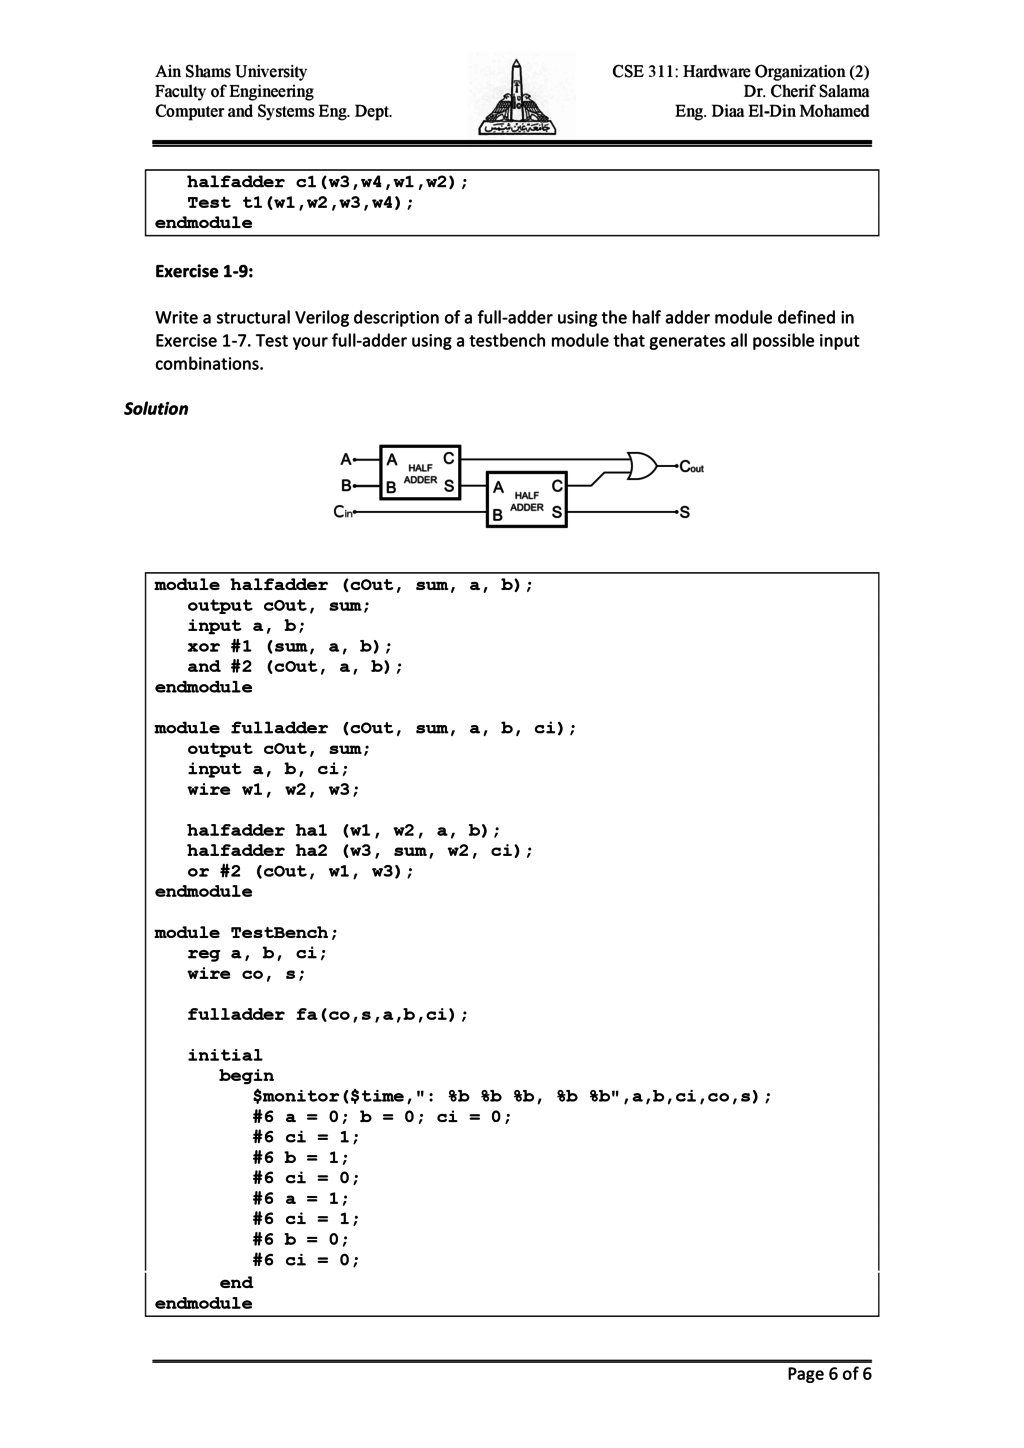 Ain Shams University
Faculty of Engineering
Computer and Systems Eng. Dept.
جامعة عين شمس
CSE 311: Hardware Organization (2)
Dr. Cherif Salama
Eng. Diaa El-Din Mohamed
halfadder c1(w3,w4,w1,w2);
Test t1(w1,w2,w3,w4);
endmodule
Exercise 1-9:
Write a structural Verilog description of a full-adder using the half adder module defined in
Exercise 1-7. Test your full-adder using a testbench module that generates all possible input
combinations.
Solution
A A C
HALF
ADDER
B B S
A C
HALF
ADDER
B S
Cin
Cout
S
module halfadder (cOut, sum, a, b);
output cOut, sum;
input a, b;
xor #1 (sum, a, b);
and #2 (cOut, a, b);
endmodule
module fulladder (cOut, sum, a, b, ci);
output cOut, sum;
input a, b, ci;
wire w1, w2, w3;
halfadder ha1 (w1, w2, a, b);
halfadder ha2 (w3, sum, w2, ci);
or #2 (cOut, w1, w3);
endmodule
module TestBench;
reg a, b, ci;
wire co, s;
fulladder fa(co,s,a,b,ci);
initial
begin
$monitor($time,": %b %b %b, %b %b",a,b,ci,co,s);
#6 a = 0; b = 0; ci = 0;
#6 ci = 1;
#6 b = 1;
#6 ci = 0;
#6 a = 1;
#6 ci = 1;
#6 b = 0;
#6 ci = 0;
end
endmodule
Page 6 of 6